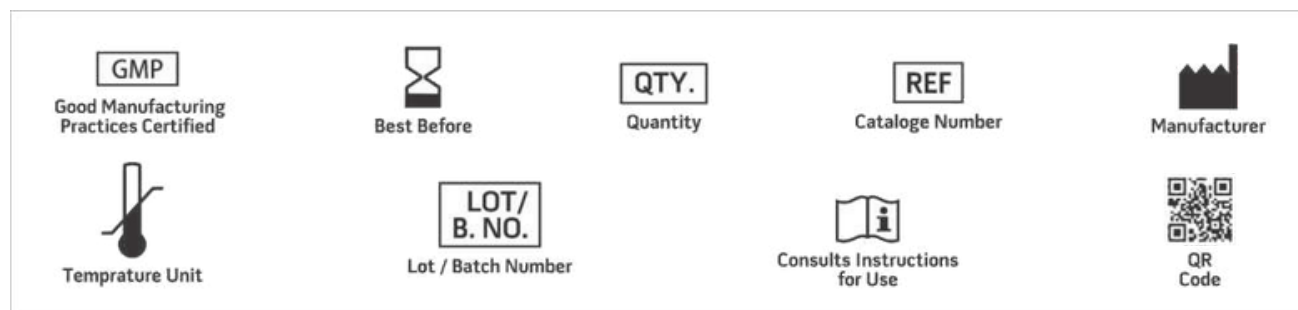 GMP
Good Manufacturing
Practices Certified
Best Before
QTY.
Quantity
REF
Cataloge Number
Manufacturer
Temprature Unit
LOT/
B. NO.
Lot / Batch Number
i
Consults Instructions
for Use
QR
Code